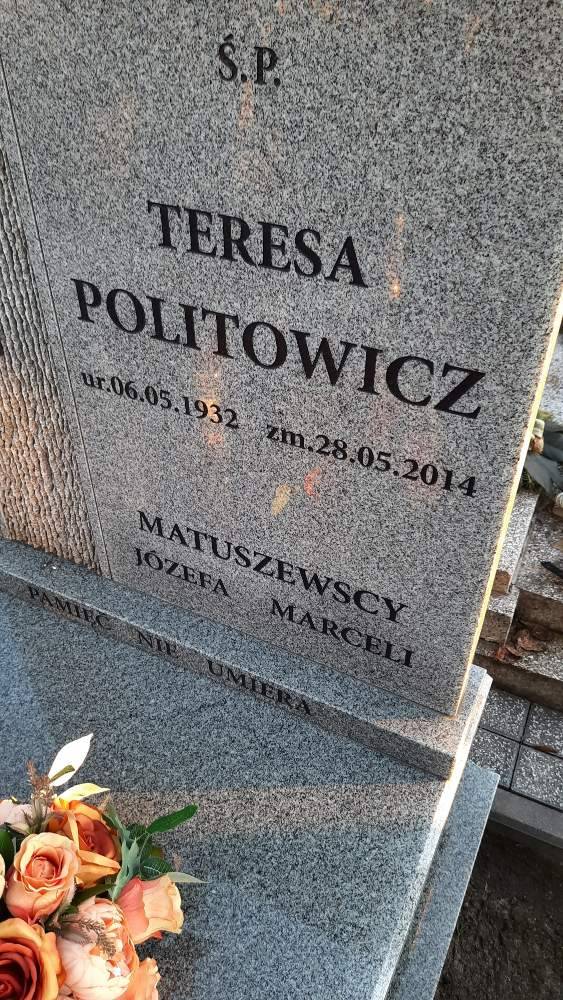 Ś.P.
TERESA
POLITOWICZ
ur.06.05.1932 zm.28.05.2014
MATUSZEWSCY
JÓZEFA MARCELI
PAMIĘĆ NIE UMIERA